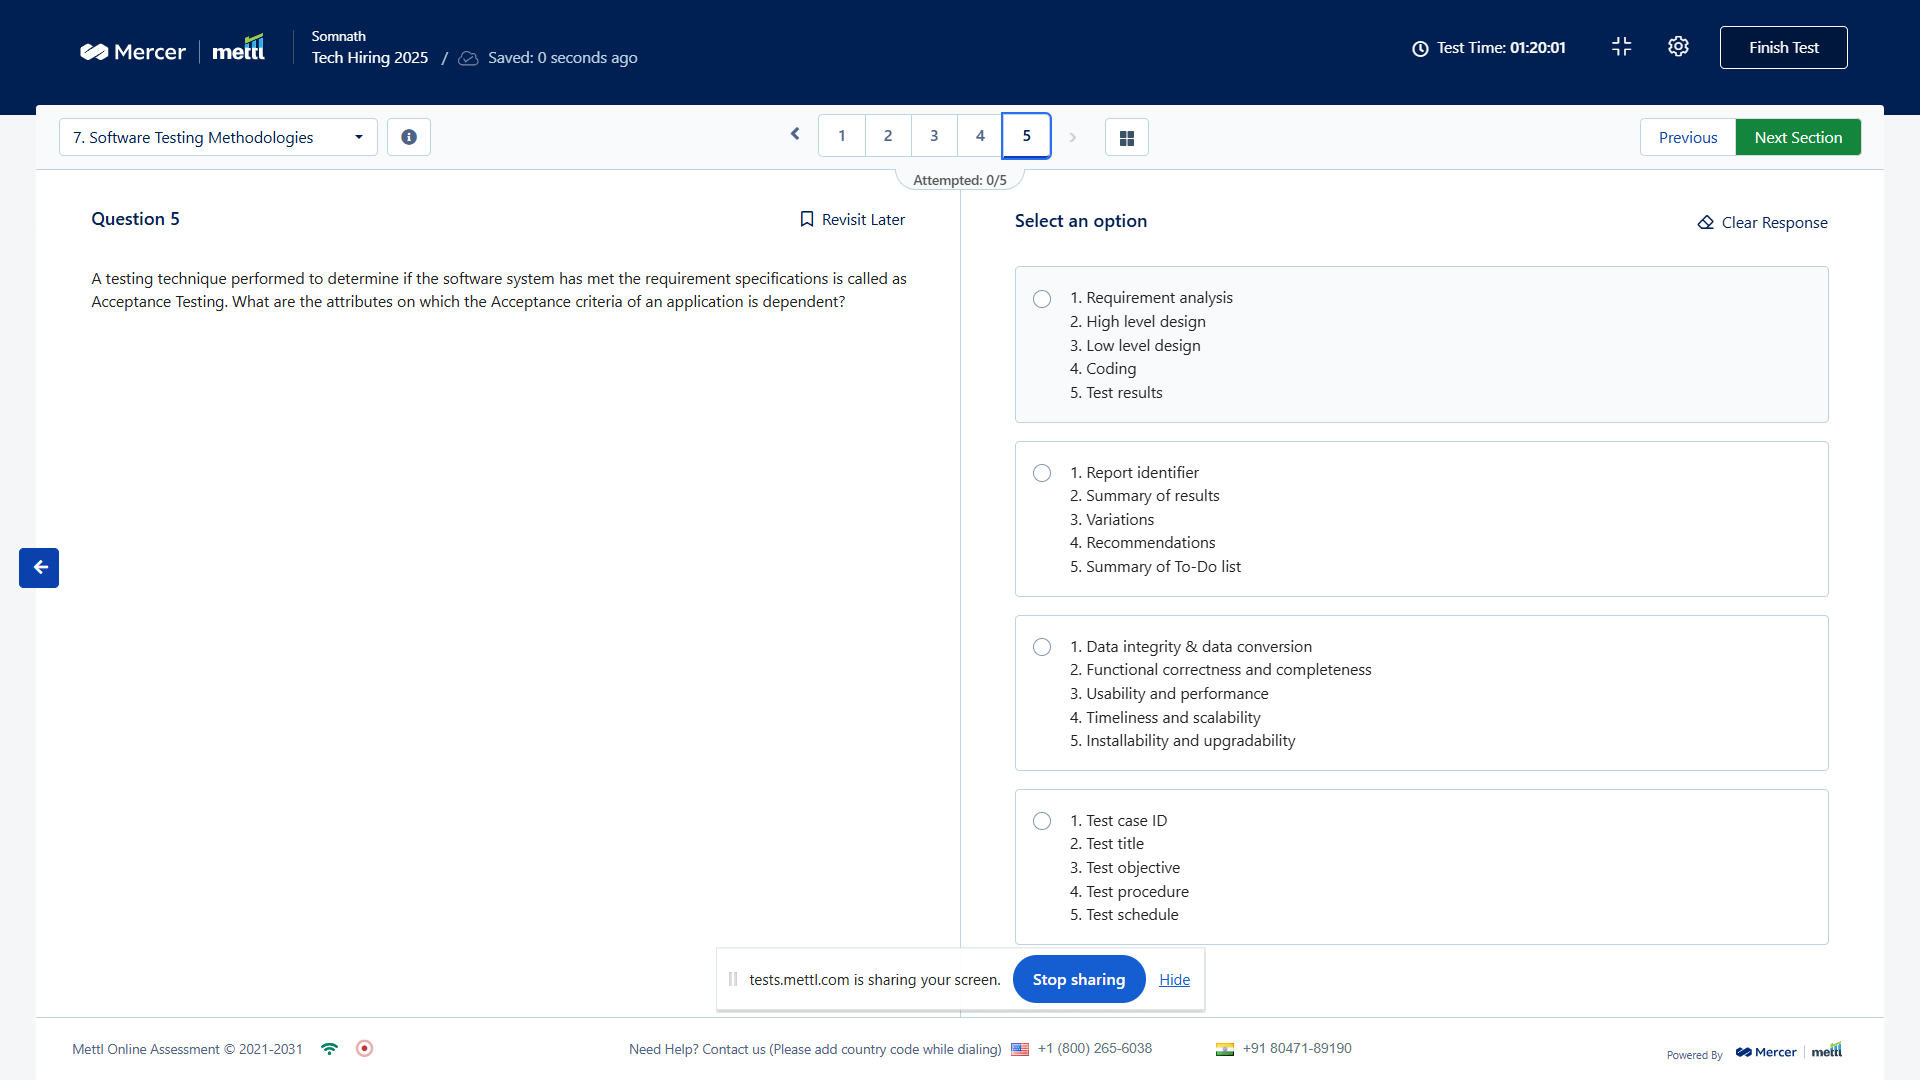 Mercer mettl
Somnath
Tech Hiring 2025 / Saved: 0 seconds ago
Test Time: 01:20:01
Finish Test
7. Software Testing Methodologies
1 2 3 4 5
Previous
Next Section
Attempted: 0/5
Question 5
Revisit Later
A testing technique performed to determine if the software system has met the requirement specifications is called as
Acceptance Testing. What are the attributes on which the Acceptance criteria of an application is dependent?
Select an option
Clear Response
1. Requirement analysis
2. High level design
3. Low level design
4. Coding
5. Test results
1. Report identifier
2. Summary of results
3. Variations
4. Recommendations
5. Summary of To-Do list
1. Data integrity & data conversion
2. Functional correctness and completeness
3. Usability and performance
4. Timeliness and scalability
5. Installability and upgradability
1. Test case ID
2. Test title
3. Test objective
4. Test procedure
5. Test schedule
tests.mettl.com is sharing your screen.
Stop sharing
Hide
Mettl Online Assessment © 2021-2031
Need Help? Contact us (Please add country code while dialing) +1 (800) 265-6038
+91 80471-89190
Powered By Mercer mettl